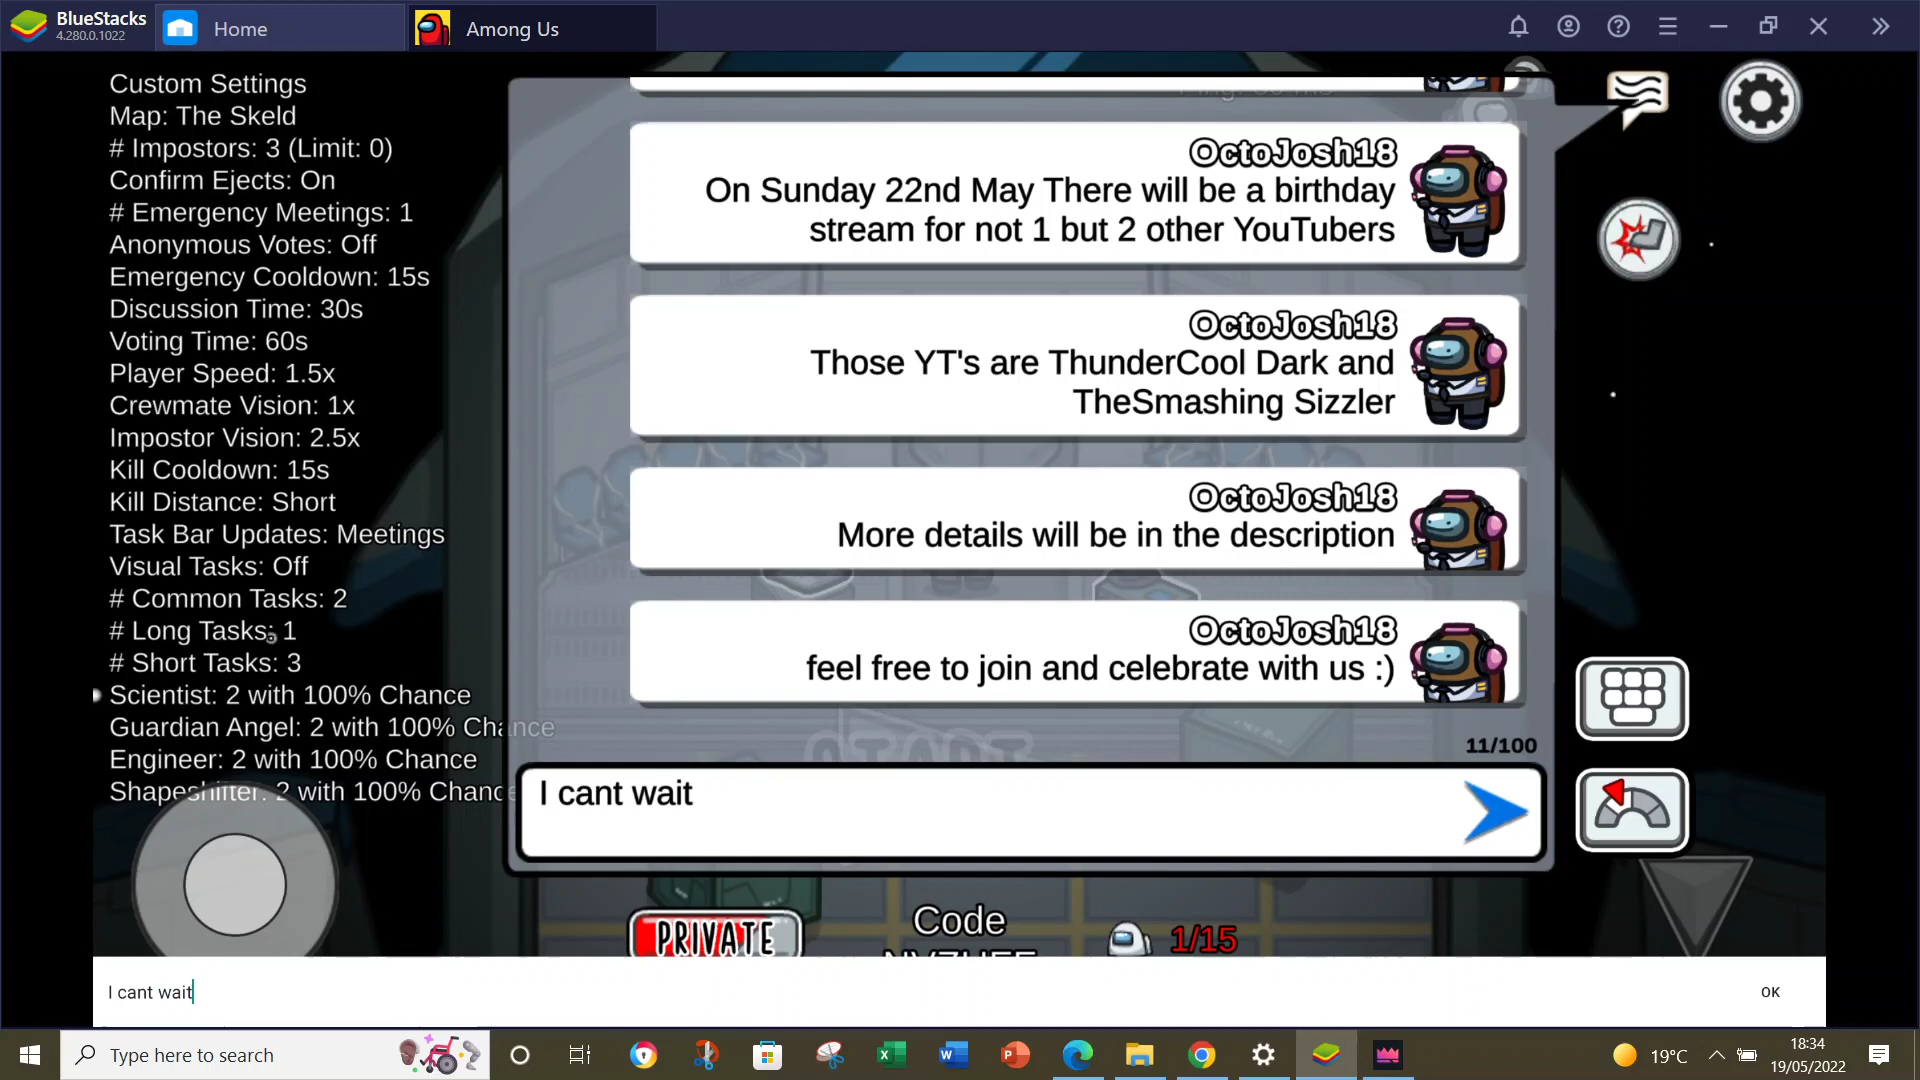 BlueStacks
4.280.0.1022
Home
Among Us
Custom Settings
Map: The Skeld
# Impostors: 3 (Limit: 0)
Confirm Ejects: On
# Emergency Meetings: 1
Anonymous Votes: Off
Emergency Cooldown: 15s
Discussion Time: 30s
Voting Time: 60s
Player Speed: 1.5x
Crewmate Vision: 1x
Impostor Vision: 2.5x
Kill Cooldown: 15s
Kill Distance: Short
Task Bar Updates: Meetings
Visual Tasks: Off
# Common Tasks: 2
# Long Tasks: 1
# Short Tasks: 3
Scientist: 2 with 100% Chance
Guardian Angel: 2 with 100% Chance
Engineer: 2 with 100% Chance
Shapeshifter: 2 with 100% Chance
OctoJosh18
On Sunday 22nd May There will be a birthday
stream for not 1 but 2 other YouTubers
OctoJosh18
Those YT's are ThunderCool Dark and
TheSmashing Sizzler
OctoJosh18
More details will be in the description
OctoJosh18
feel free to join and celebrate with us :)
START
11/100
I cant wait
PRIVATE
Code
1/15
I cant wait
OK
Type here to search
19°C
18:34
19/05/2022